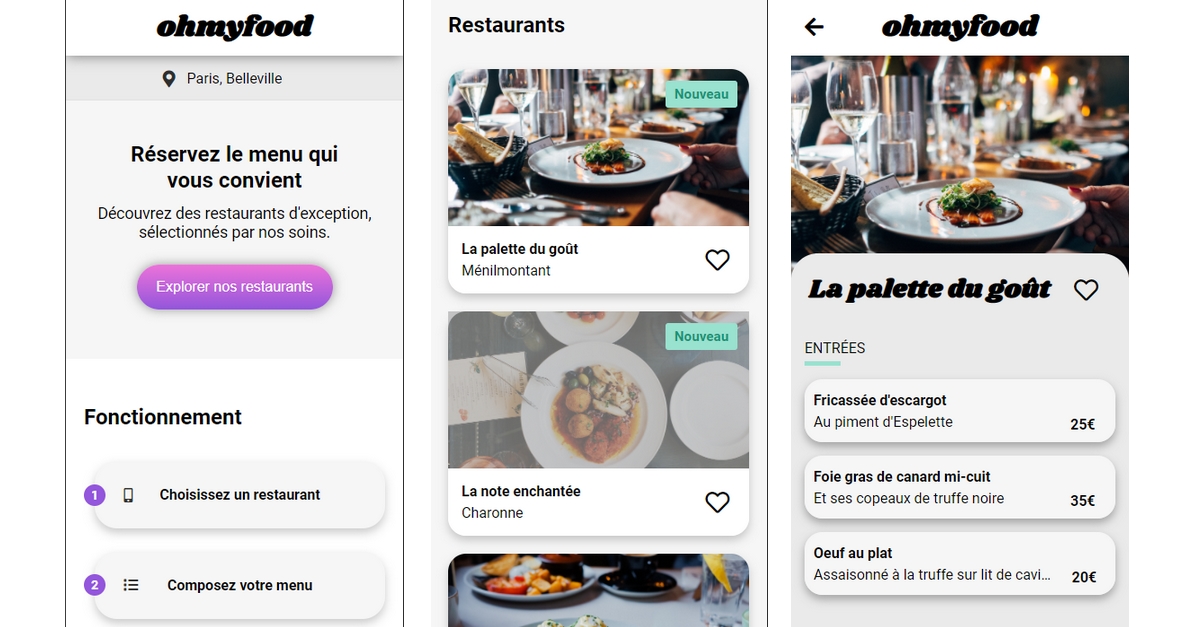 ohmyfood
Paris, Belleville
Réservez le menu qui
vous convient
Découvrez des restaurants d'exception,
sélectionnés par nos soins.
Explorer nos restaurants
Fonctionnement
1 Choisissez un restaurant
2 Composez votre menu
Restaurants
Nouveau
La palette du goût
Ménilmontant
Nouveau
La note enchantée
Charonne
ohmyfood
La palette du goût
ENTRÉES
Fricassée d'escargot
Au piment d'Espelette 25€
Foie gras de canard mi-cuit
Et ses copeaux de truffe noire 35€
Oeuf au plat
Assaisonné à la truffe sur lit de cavi... 20€